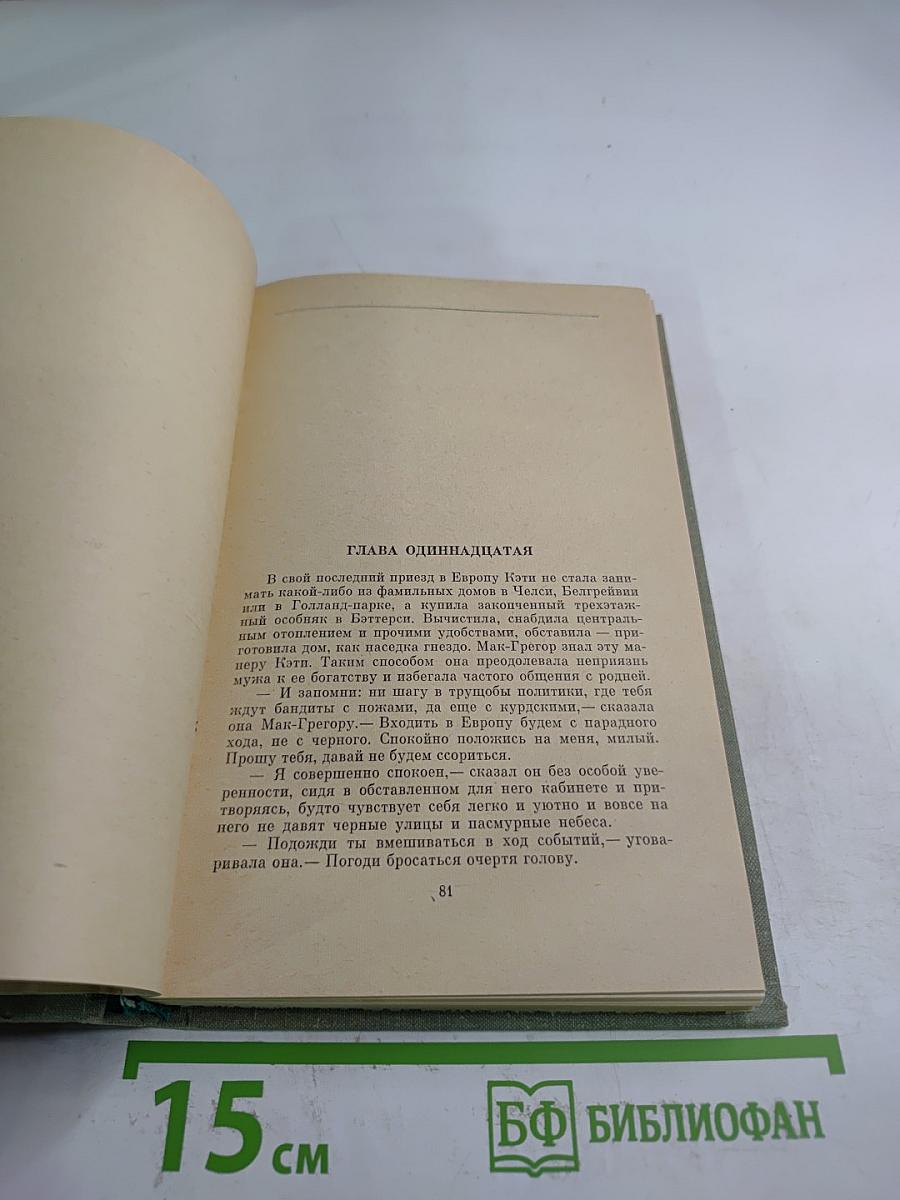 ГЛАВА ОДИННАДЦАТАЯ
В свой последний приезд в Европу Кэти не стала зани-
мать какой-либо из фамильных домов в Челси, Белгрейвии
или в Голланд-парке, а купила закопченный трехэтаж-
ный особняк в Бэттерси. Вычистила, снабдила централь-
ным отоплением и прочими удобствами, обставила — при-
готовила дом, как наседка гнездо. Мак-Грегор знал эту ма-
неру Кэти. Таким способом она преодолевала неприязнь
мужа к ее богатству и избегала частого общения с родней.
— И запомни: ни шагу в трущобы политики, где тебя
ждут бандиты с ножами, да еще с курдскими,— сказала
она Мак-Грегору.— Входить в Европу будем с парадного
хода, не с черного. Спокойно положись на меня, милый.
Прошу тебя, давай не будем ссориться.
— Я совершенно спокоен,— сказал он без особой уве-
ренности, сидя в обставленном для него кабинете и при-
творяясь, будто чувствует себя легко и уютно и вовсе на
него не давят черные улицы и пасмурные небеса.
— Подожди ты вмешиваться в ход событий,— угова-
ривала она.— Погоди бросаться очертя голову.
81
15 см
БФ БИБЛИОФАН